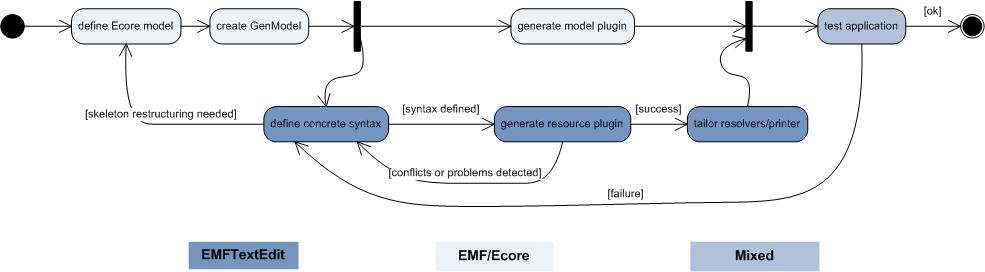 [ok]
define Ecore model
create GenModel
generate model plugin
test application
[skeleton restructuring needed]
[syntax defined]
[success]
define concrete syntax
generate resource plugin
tailor resolvers/printer
[conflicts or problems detected]
[failure]
EMFTextEdit
EMF/Ecore
Mixed